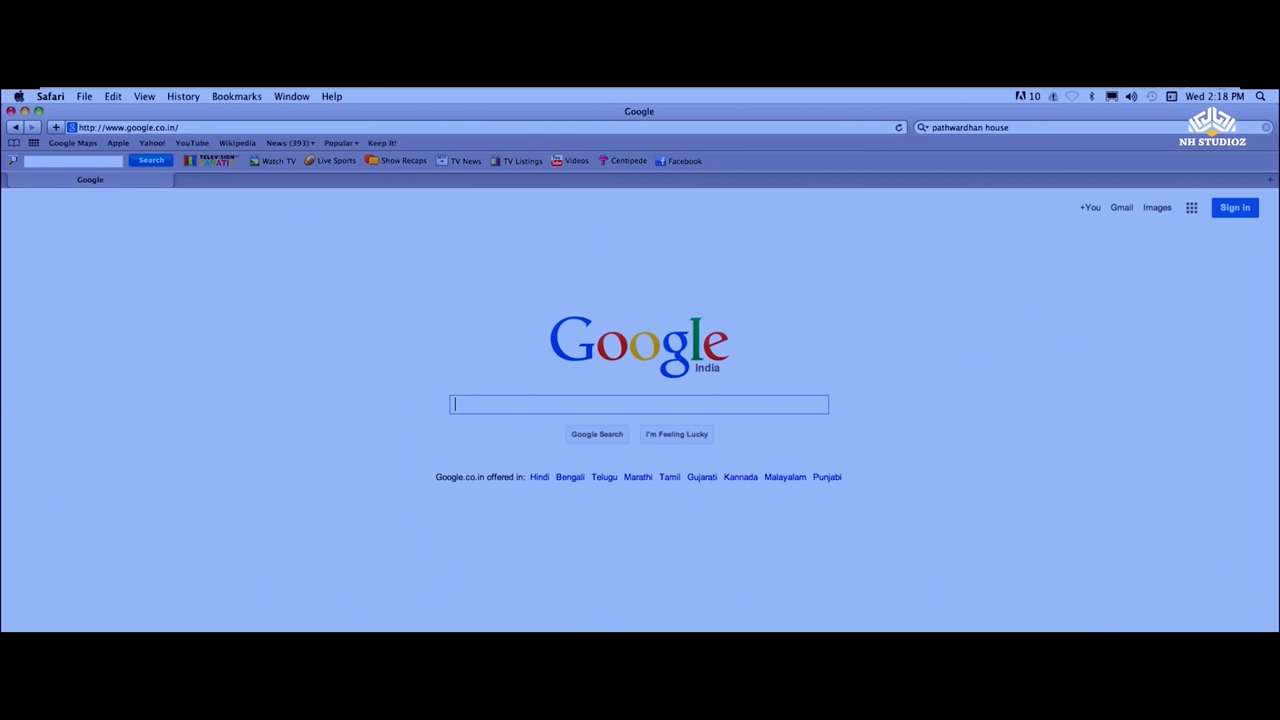 Safari File Edit View History Bookmarks Window Help 10 Wed 2:18 PM
Google
http://www.google.co.in/ pathwardhan house
NH STUDIOZ
Google Maps Apple Yahoo! YouTube Wikipedia News (393) Popular Keep It!
Search TELEVISION FANATIC Watch TV Live Sports Show Recaps TV News TV Listings Videos Centipede Facebook
Google
+You Gmail Images Sign in
Google
India
Google Search I'm Feeling Lucky
Google.co.in offered in: Hindi Bengali Telugu Marathi Tamil Gujarati Kannada Malayalam Punjabi